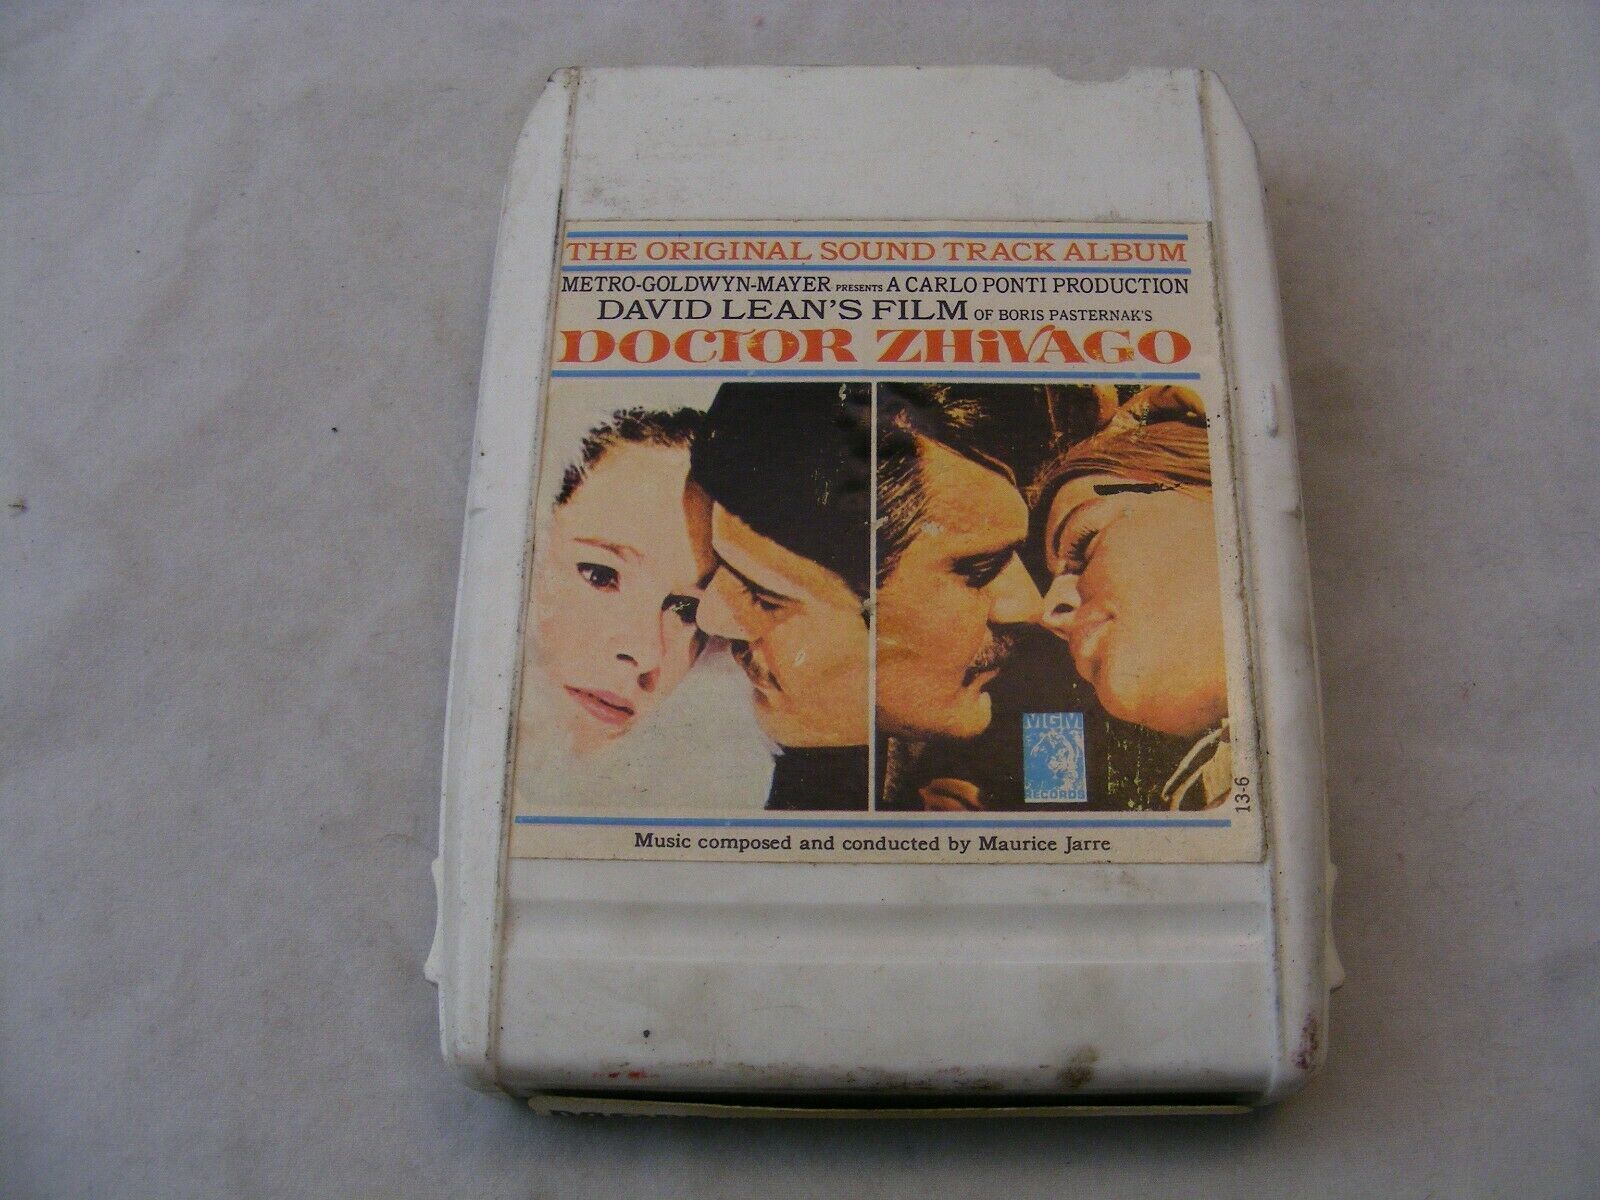 THE ORIGINAL SOUND TRACK ALBUM
METRO-GOLDWYN-MAYER PRESENTS A CARLO PONTI PRODUCTION
DAVID LEAN'S FILM OF BORIS PASTERNAK'S
DOCTOR ZHiVAGO
MGM
RECORDS
13-6
Music composed and conducted by Maurice Jarre